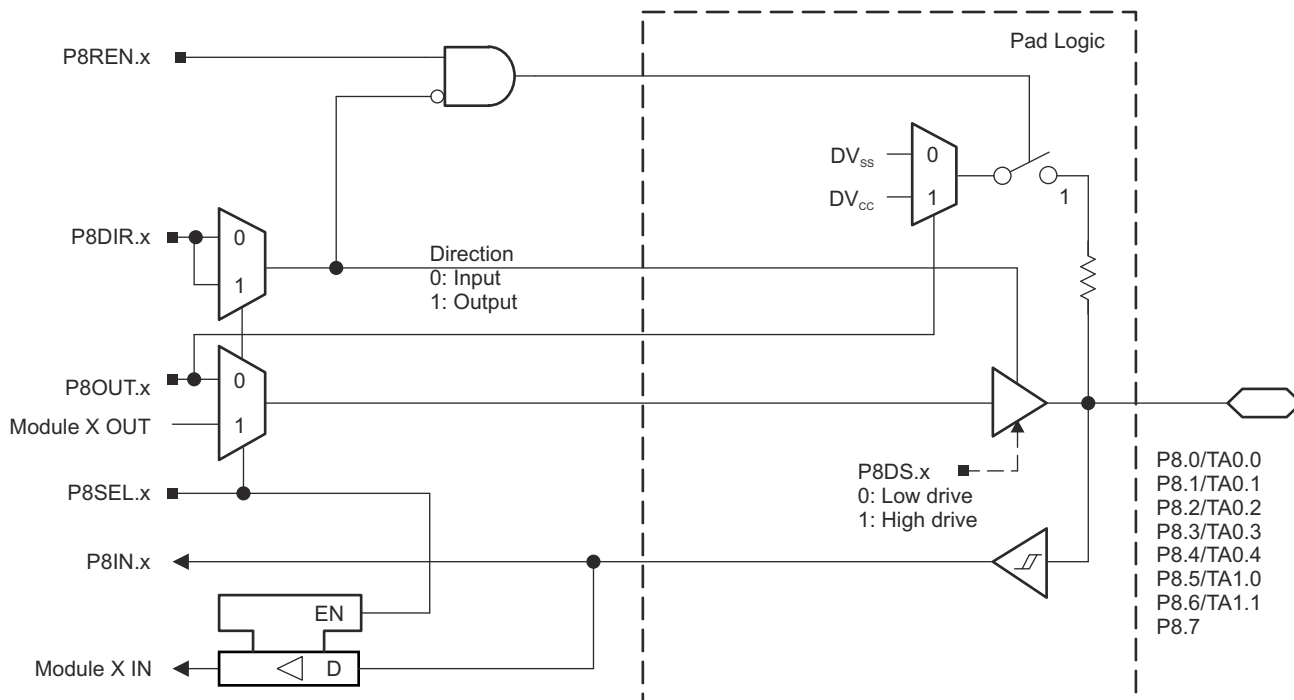 Pad Logic
P8REN.x
DVSS
0
DVCC
1
1
P8DIR.x
0
1
Direction
0: Input
1: Output
P8OUT.x
0
Module X OUT
1
P8DS.x
0: Low drive
1: High drive
P8SEL.x
P8IN.x
EN
Module X IN
D
P8.0/TA0.0
P8.1/TA0.1
P8.2/TA0.2
P8.3/TA0.3
P8.4/TA0.4
P8.5/TA1.0
P8.6/TA1.1
P8.7